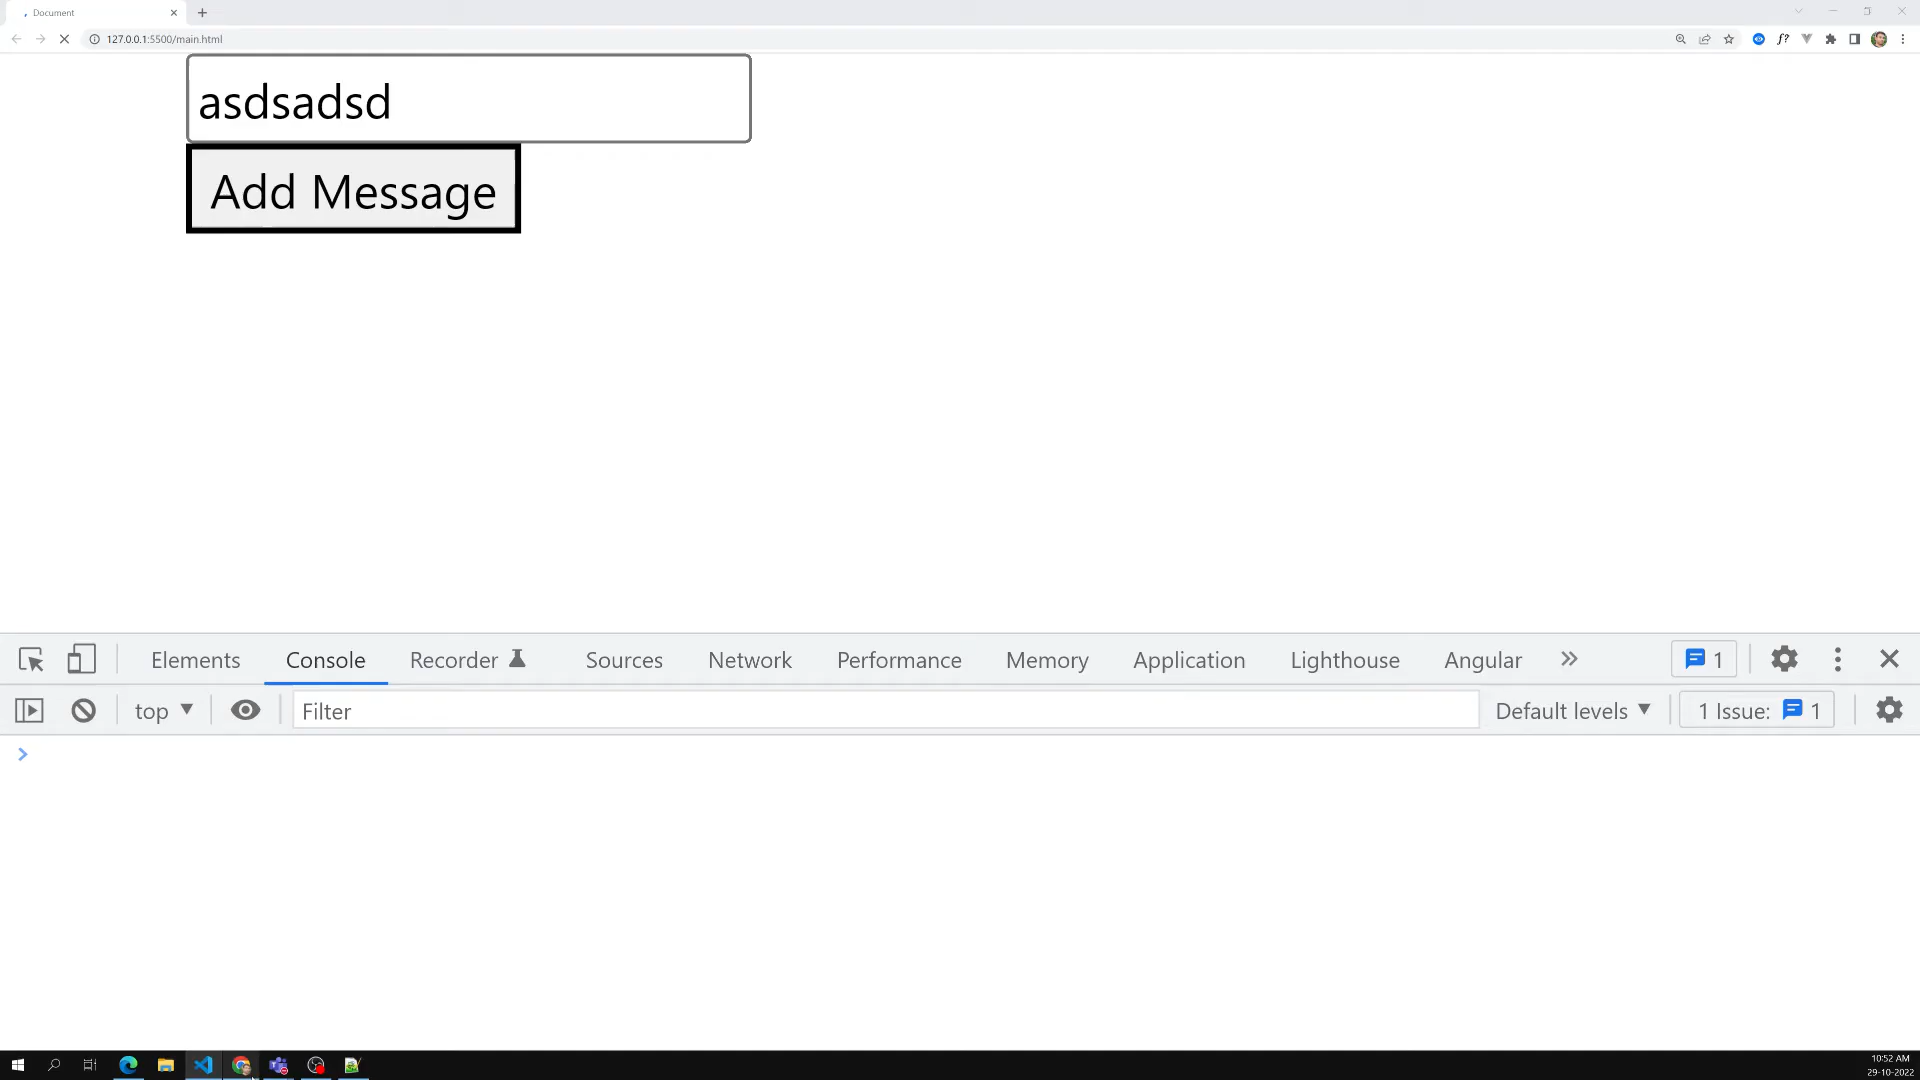 Document
127.0.0.1:5500/main.html
f?
asdsadsd
Add Message
Elements Console Recorder Sources Network Performance Memory Application Lighthouse Angular 1
top Filter Default levels 1 Issue: 1
10:52 AM
29-10-2022